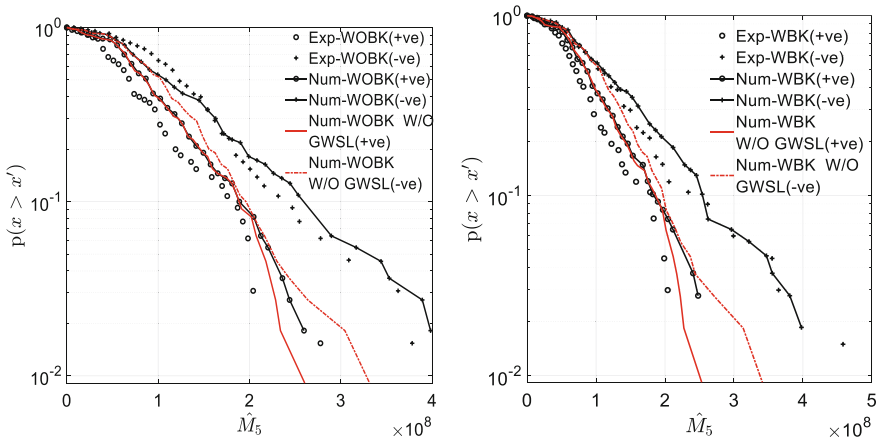 10^0
10^-1
10^-2
p(x > x′)
Exp-WOBK(+ve)
Exp-WOBK(-ve)
Num-WOBK(+ve)
Num-WOBK(-ve)
Num-WOBK W/O
GWSL(+ve)
Num-WOBK
W/O GWSL(-ve)
0 1 2 3 4
×10^8
M̂_5
10^0
10^-1
10^-2
p(x > x′)
Exp-WBK(+ve)
Exp-WBK(-ve)
Num-WBK(+ve)
Num-WBK(-ve)
Num-WBK
W/O GWSL(+ve)
Num-WBK W/O
GWSL(-ve)
0 1 2 3 4 5
×10^8
M̂_5